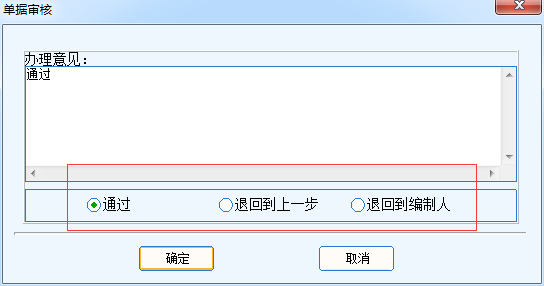 单据审核
办理意见：
通过
通过 退回到上一步 退回到编制人
确定 取消